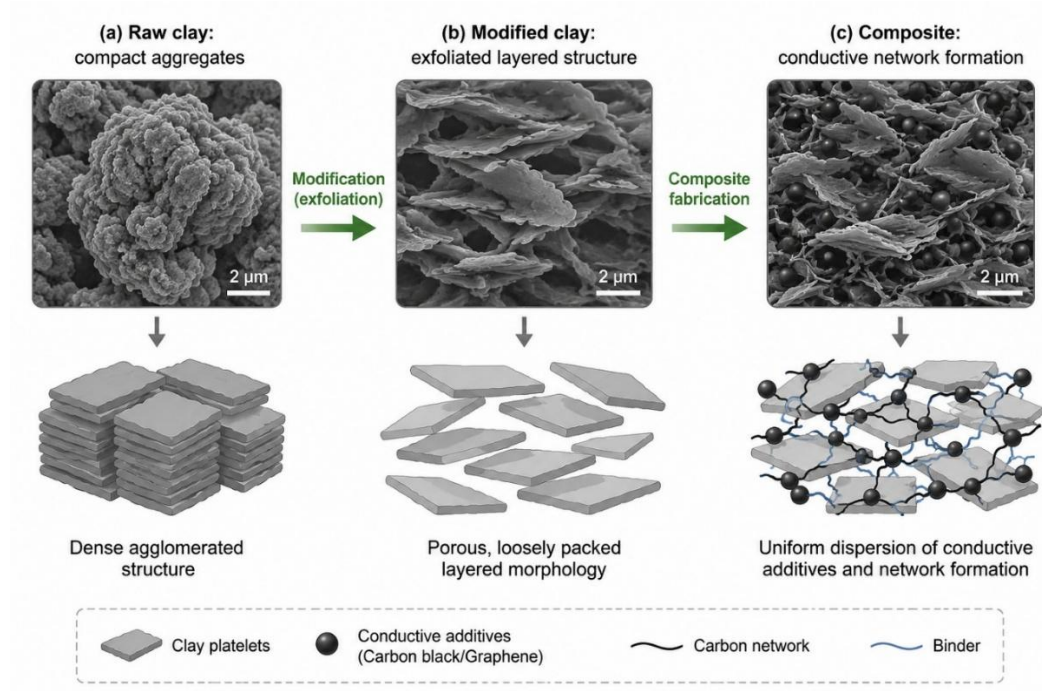 (a) Raw clay:
compact aggregates
(b) Modified clay:
exfoliated layered structure
(c) Composite:
conductive network formation
Modification
(exfoliation)
Composite
fabrication
2 μm
2 μm
2 μm
Dense agglomerated
structure
Porous, loosely packed
layered morphology
Uniform dispersion of conductive
additives and network formation
Clay platelets
Conductive additives
(Carbon black/Graphene)
Carbon network
Binder